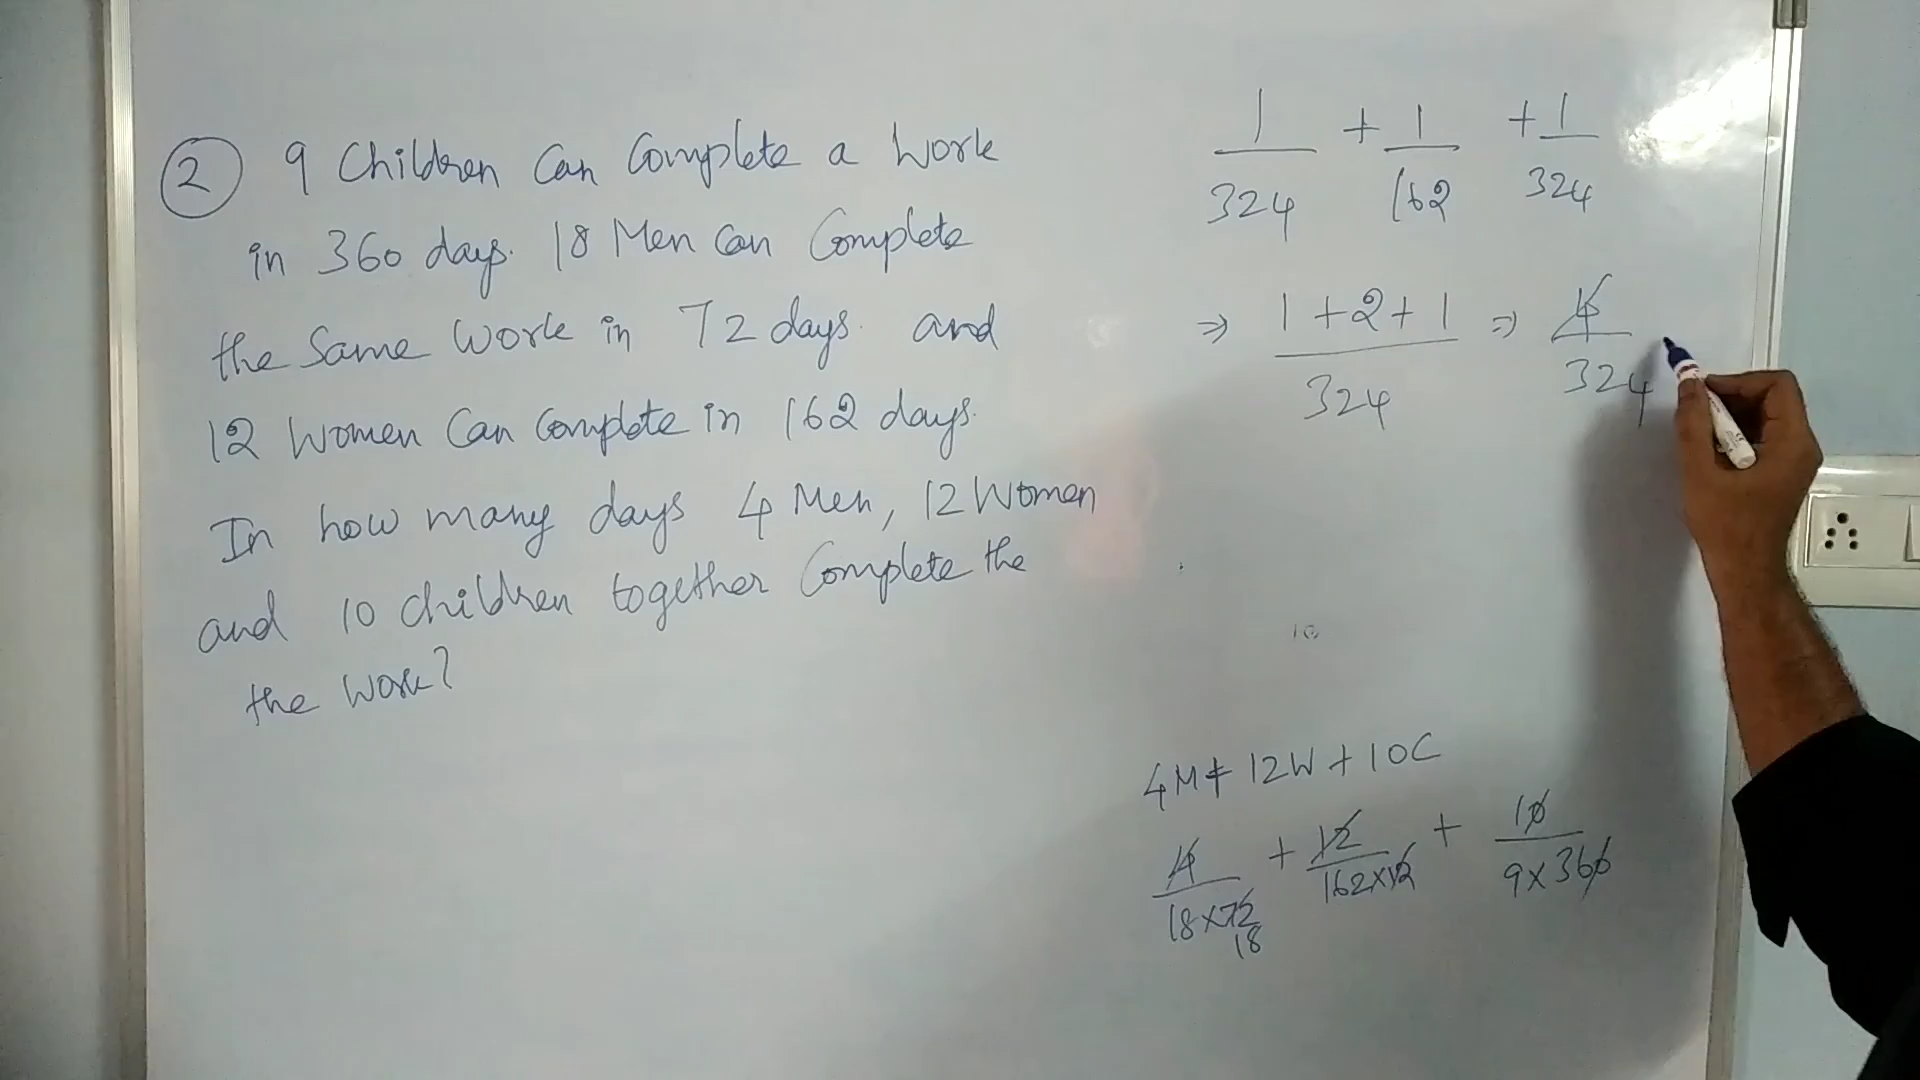 2 9 Children Can Complete a Work
in 360 days. 18 Men Can Complete
the Same Work in 72 days. and
12 Women Can Complete in 162 days.
In how many days 4 Men, 12 Women
and 10 children together Complete the
the Work?
1/324 + 1/162 + 1/324
⇒ 1+2+1/324 ⇒ 4/324
10
4M + 12W + 10C
4/18×72 + 12/162×12 + 10/9×360
18